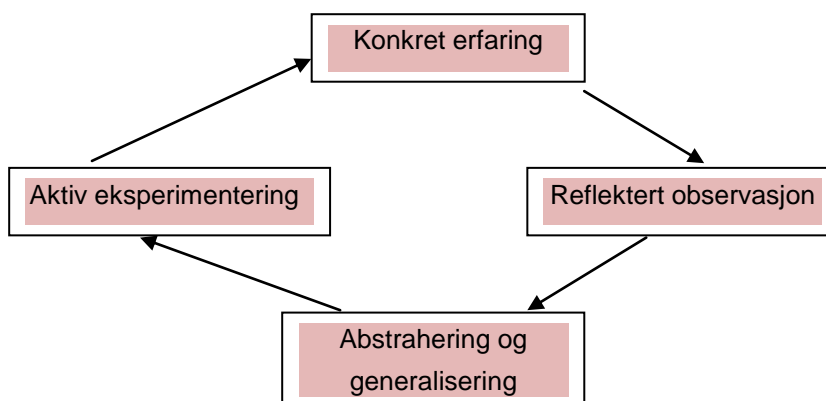 Konkret erfaring
Aktiv eksperimentering
Reflektert observasjon
Abstrahering og
generalisering